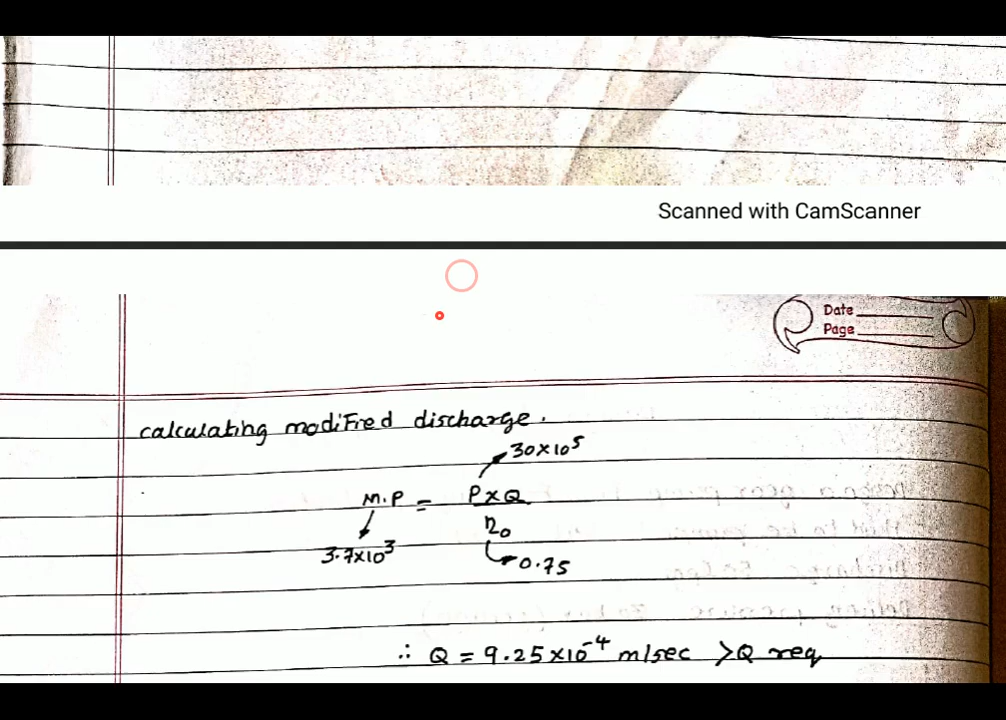 Scanned with CamScanner
Date
Page
calculating modified discharge.
30×10⁵
M.P = P×Q
η₀
3.7×10³
0.75
∴ Q = 9.25×10⁻⁴ m/sec >Q req